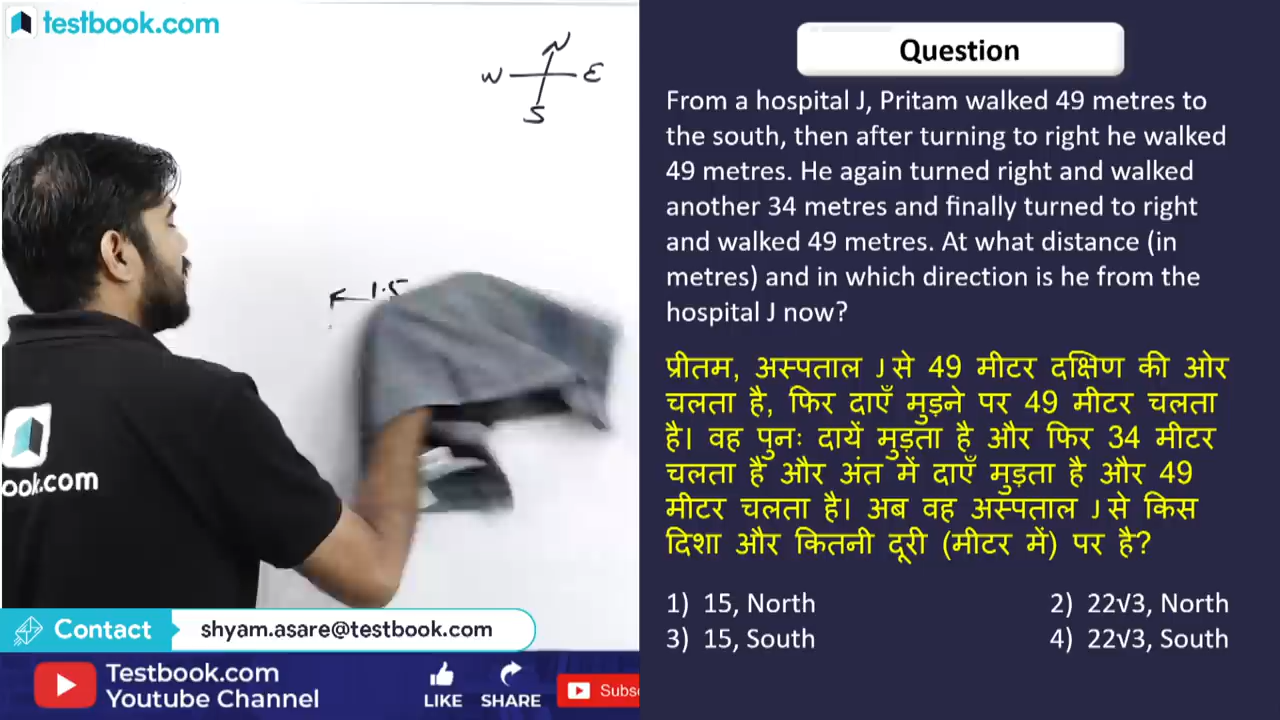 testbook.com
N
W E
S
1.5
ook.com
Contact shyam.asare@testbook.com
Testbook.com
Youtube Channel
LIKE SHARE Subs
Question
From a hospital J, Pritam walked 49 metres to
the south, then after turning to right he walked
49 metres. He again turned right and walked
another 34 metres and finally turned to right
and walked 49 metres. At what distance (in
metres) and in which direction is he from the
hospital J now?
प्रीतम, अस्पताल J से 49 मीटर दक्षिण की ओर
चलता है, फिर दाएँ मुड़ने पर 49 मीटर चलता
है। वह पुनः दायें मुड़ता है और फिर 34 मीटर
चलता है और अंत में दाएँ मुड़ता है और 49
मीटर चलता है। अब वह अस्पताल J से किस
दिशा और कितनी दूरी (मीटर में) पर है?
1) 15, North 2) 22√3, North
3) 15, South 4) 22√3, South